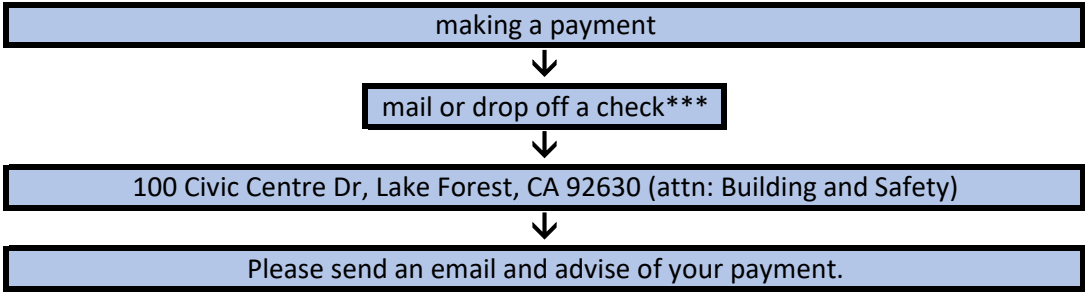 making a payment
mail or drop off a check***
100 Civic Centre Dr, Lake Forest, CA 92630 (attn: Building and Safety)
Please send an email and advise of your payment.